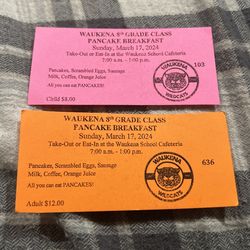 WAUKENA 8th GRADE CLASS
PANCAKE BREAKFAST
Sunday, March 17, 2024
Take-Out or Eat-In at the Waukena School Cafeteria
7:00 a.m. - 1:00 p.m.
103
Pancakes, Scrambled Eggs, Sausage
Milk, Coffee, Orange Juice
All you can eat PANCAKES!
Child $8.00
WAUKENA
WILDCATS
WAUKENA 8th GRADE CLASS
PANCAKE BREAKFAST
Sunday, March 17, 2024
Take-Out or Eat-In at the Waukena School Cafeteria
7:00 a.m. - 1:00 p.m.
636
Pancakes, Scrambled Eggs, Sausage
Milk, Coffee, Orange Juice
All you can eat PANCAKES!
Adult $12.00
WAUKENA
WILDCATS